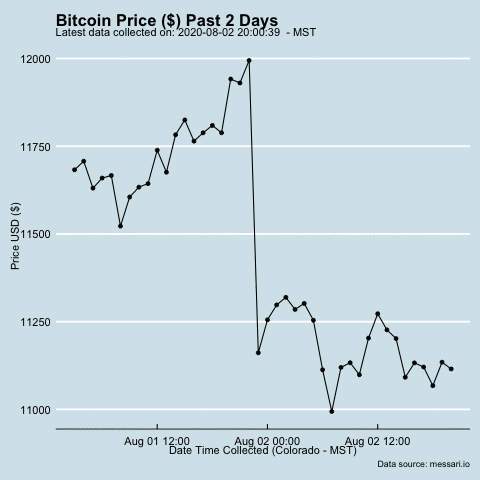 Bitcoin Price ($) Past 2 Days
Latest data collected on: 2020-08-02 20:00:39  - MST
12000
11750
11500
11250
11000
Price USD ($)
Aug 01 12:00 Aug 02 00:00 Aug 02 12:00
Date Time Collected (Colorado - MST)
Data source: messari.io